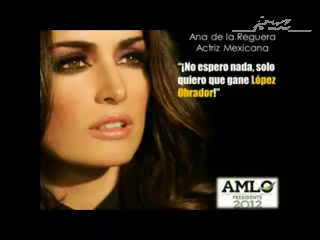 Ana de la Reguera
Actriz Mexicana
"¡No espero nada, solo
quiero que gane López
Obrador!"
AMLO
PRESIDENTE
2012